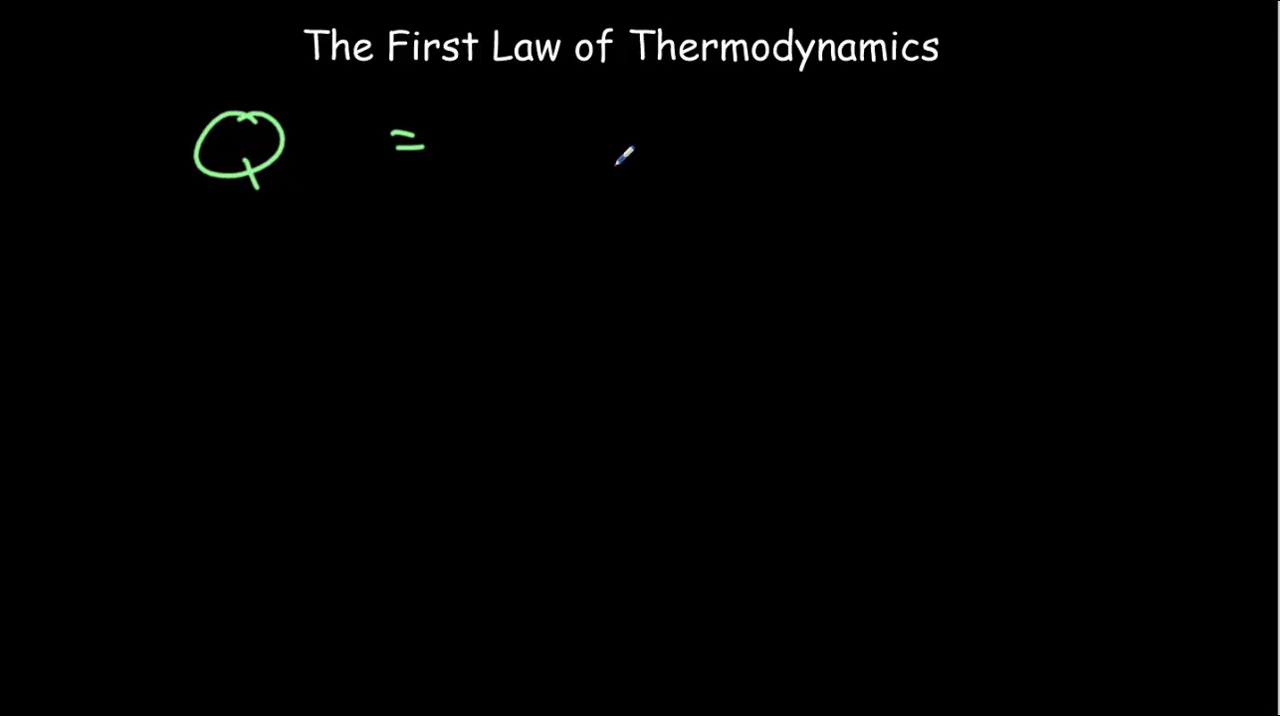 The First Law of Thermodynamics
Q =